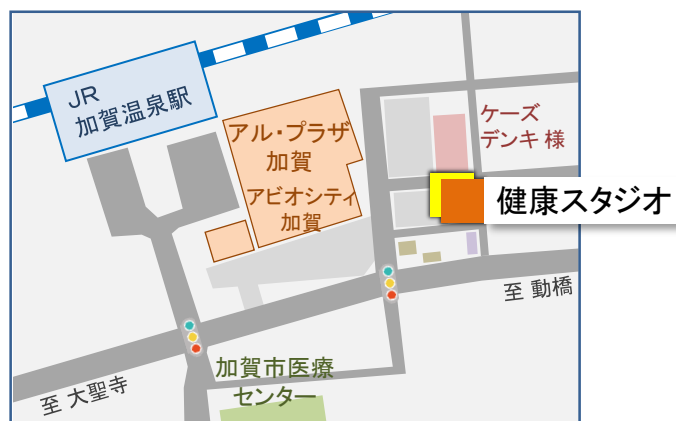 JR
加賀温泉駅
アル・プラザ
加賀
アビオシティ
加賀
ケーズ
デンキ 様
健康スタジオ
至 動橋
加賀市医療
センター
至 大聖寺